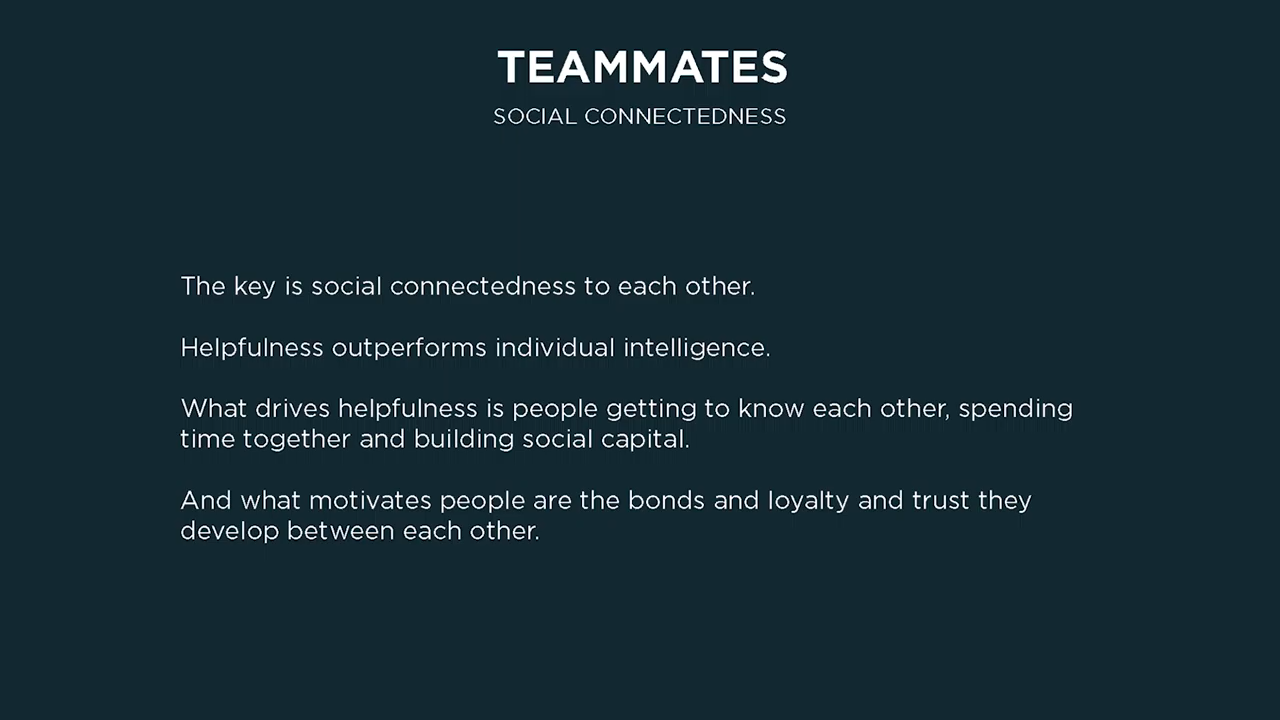 TEAMMATES
SOCIAL CONNECTEDNESS
The key is social connectedness to each other.
Helpfulness outperforms individual intelligence.
What drives helpfulness is people getting to know each other, spending
time together and building social capital.
And what motivates people are the bonds and loyalty and trust they
develop between each other.